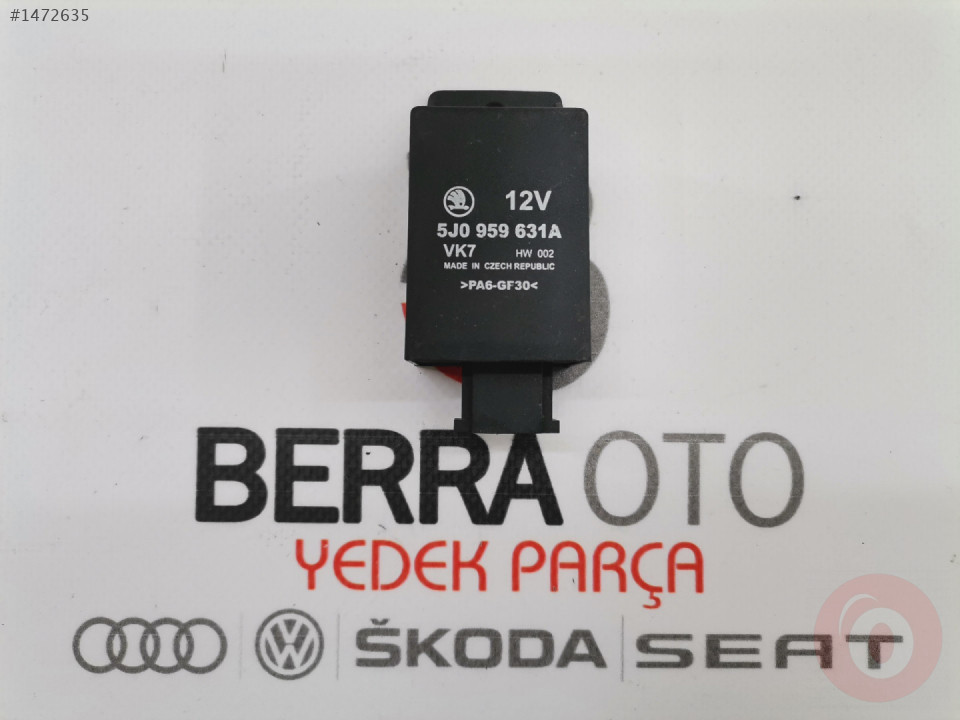 #1472635
12V
5J0 959 631A
VK7 HW 002
MADE IN CZECH REPUBLIC
>PA6-GF30<
BERRA OTO
YEDEK PARÇA
ŠKODA SEAT